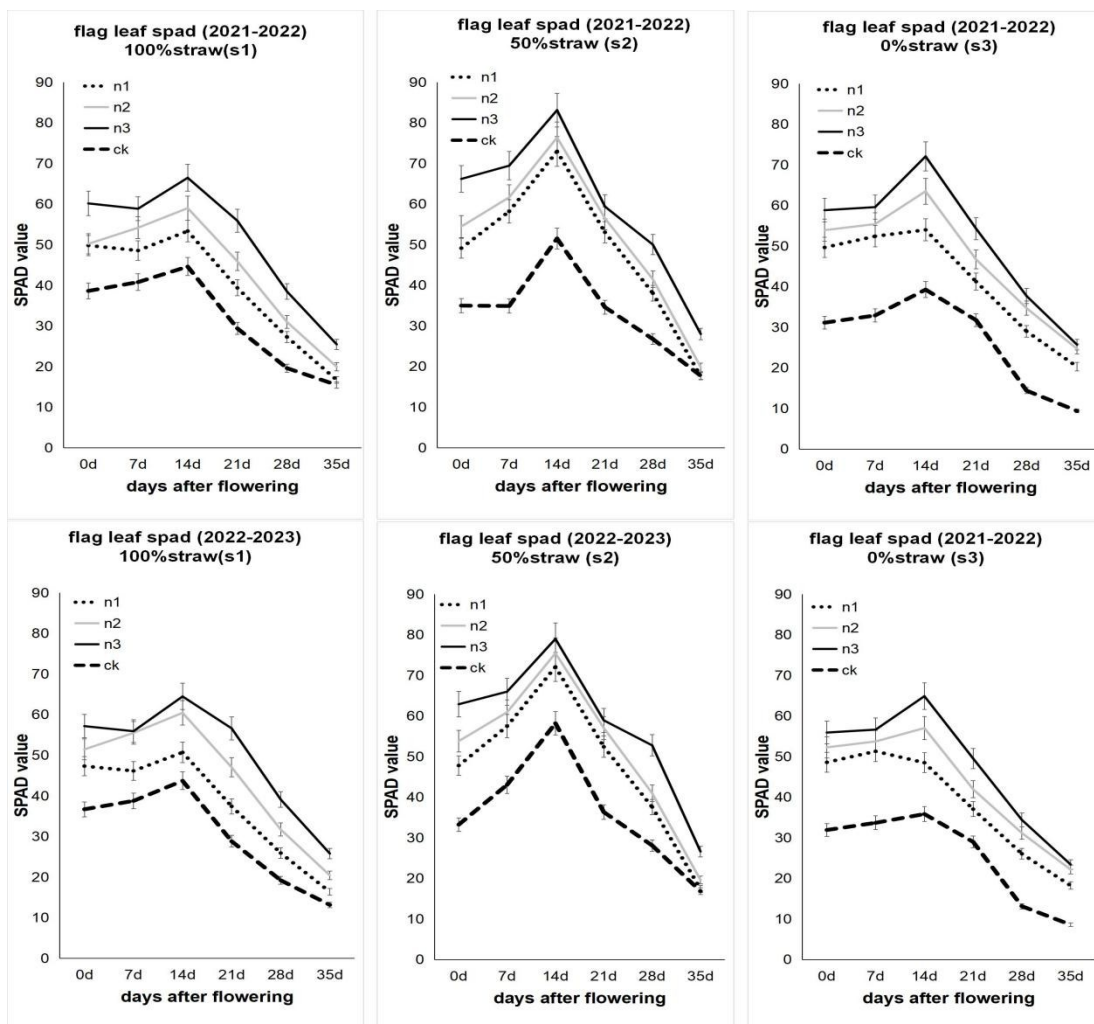 flag leaf spad (2021-2022)
100%straw(s1)
n1
n2
n3
ck
90
80
70
60
50
40
30
20
10
0
SPAD value
0d 7d 14d 21d 28d 35d
days after flowering
flag leaf spad (2021-2022)
50%straw (s2)
n1
n2
n3
ck
90
80
70
60
50
40
30
20
10
0
SPAD value
0d 7d 14d 21d 28d 35d
days after flowering
flag leaf spad (2021-2022)
0%straw (s3)
n1
n2
n3
ck
90
80
70
60
50
40
30
20
10
0
SPAD value
0d 7d 14d 21d 28d 35d
days after flowering
flag leaf spad (2022-2023)
100%straw(s1)
n1
n2
n3
ck
90
80
70
60
50
40
30
20
10
0
SPAD value
0d 7d 14d 21d 28d 35d
days after flowering
flag leaf spad (2022-2023)
50%straw (s2)
n1
n2
n3
ck
90
80
70
60
50
40
30
20
10
0
SPAD value
0d 7d 14d 21d 28d 35d
days after flowering
flag leaf spad (2021-2022)
0%straw (s3)
n1
n2
n3
ck
90
80
70
60
50
40
30
20
10
0
SPAD value
0d 7d 14d 21d 28d 35d
days after flowering